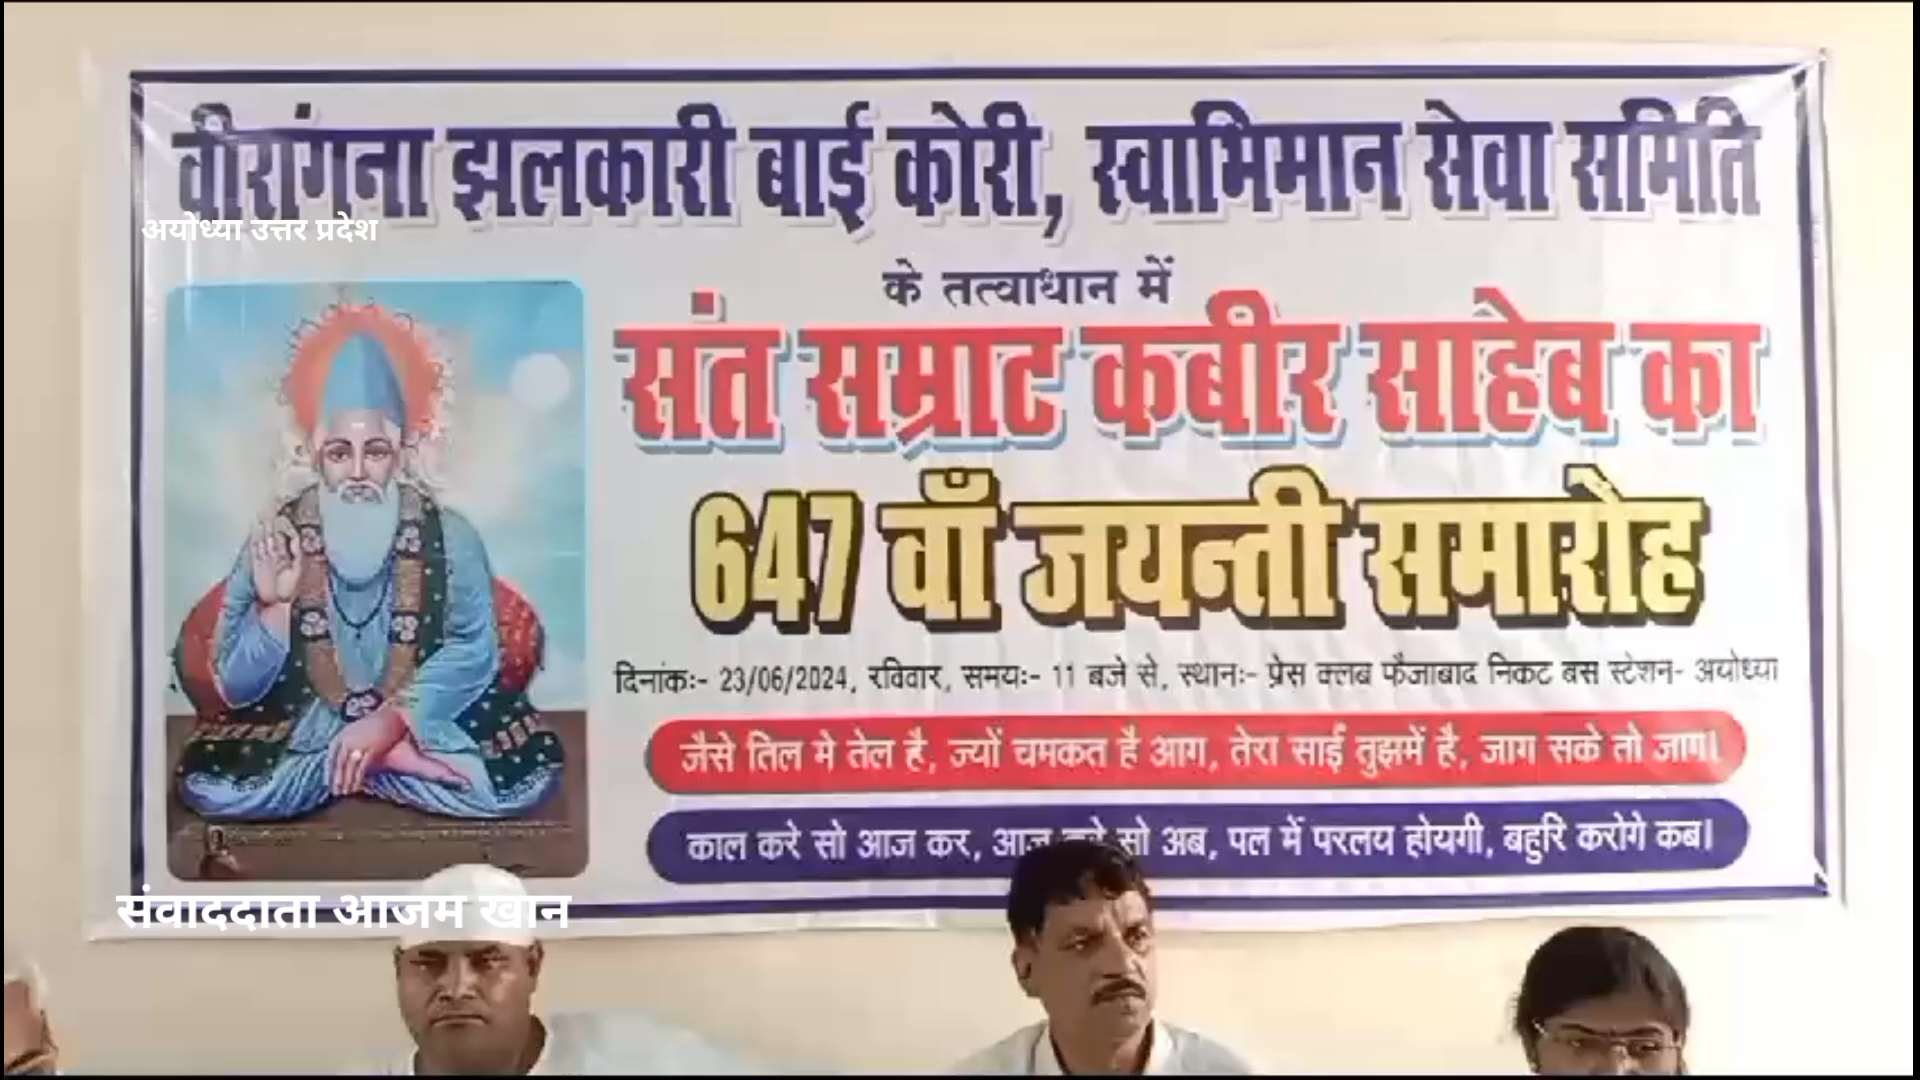 वीरांगना झलकारी बाई कोरी, स्वाभिमान सेवा समिति
अयोध्या उत्तर प्रदेश
के तत्वाधान में
संत सम्राट कबीर साहेब का
647 वाँ जयन्ती समारोह
दिनांकः- 23/06/2024, रविवार, समयः- 11 बजे से, स्थानः- प्रेस क्लब फैजाबाद निकट बस स्टेशन- अयोध्या
जैसे तिल मे तेल है, ज्यों चमकत है आग, तेरा साईं तुझमें है, जाग सके तो जाग।
काल करे सो आज कर, आज सो अब, पल में परलय होयगी, बहुरि करोगे कब।
संवाददाता आजम खान